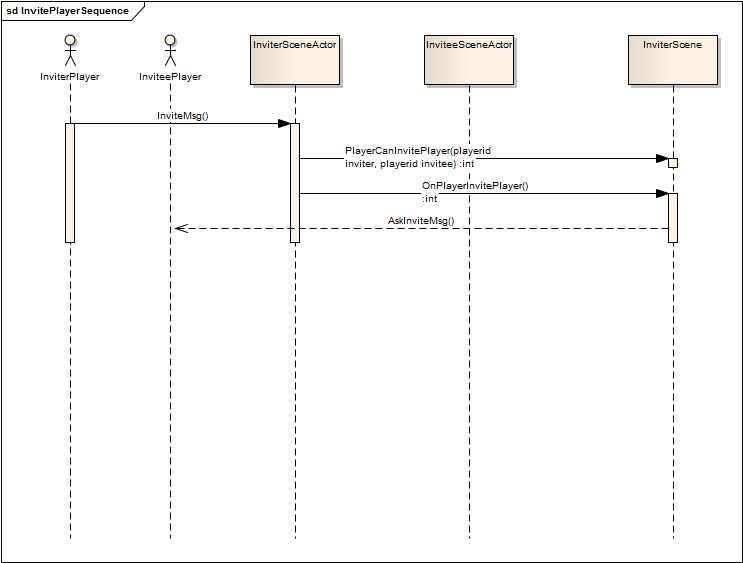 sd InvitePlayerSequence
InviterPlayer
InviteePlayer
InviterSceneActor
InviteeSceneActor
InviterScene
InviteMsg()
PlayerCanInvitePlayer(playerid
inviter, playerid invitee) :int
OnPlayerInvitePlayer()
:int
AskInviteMsg()